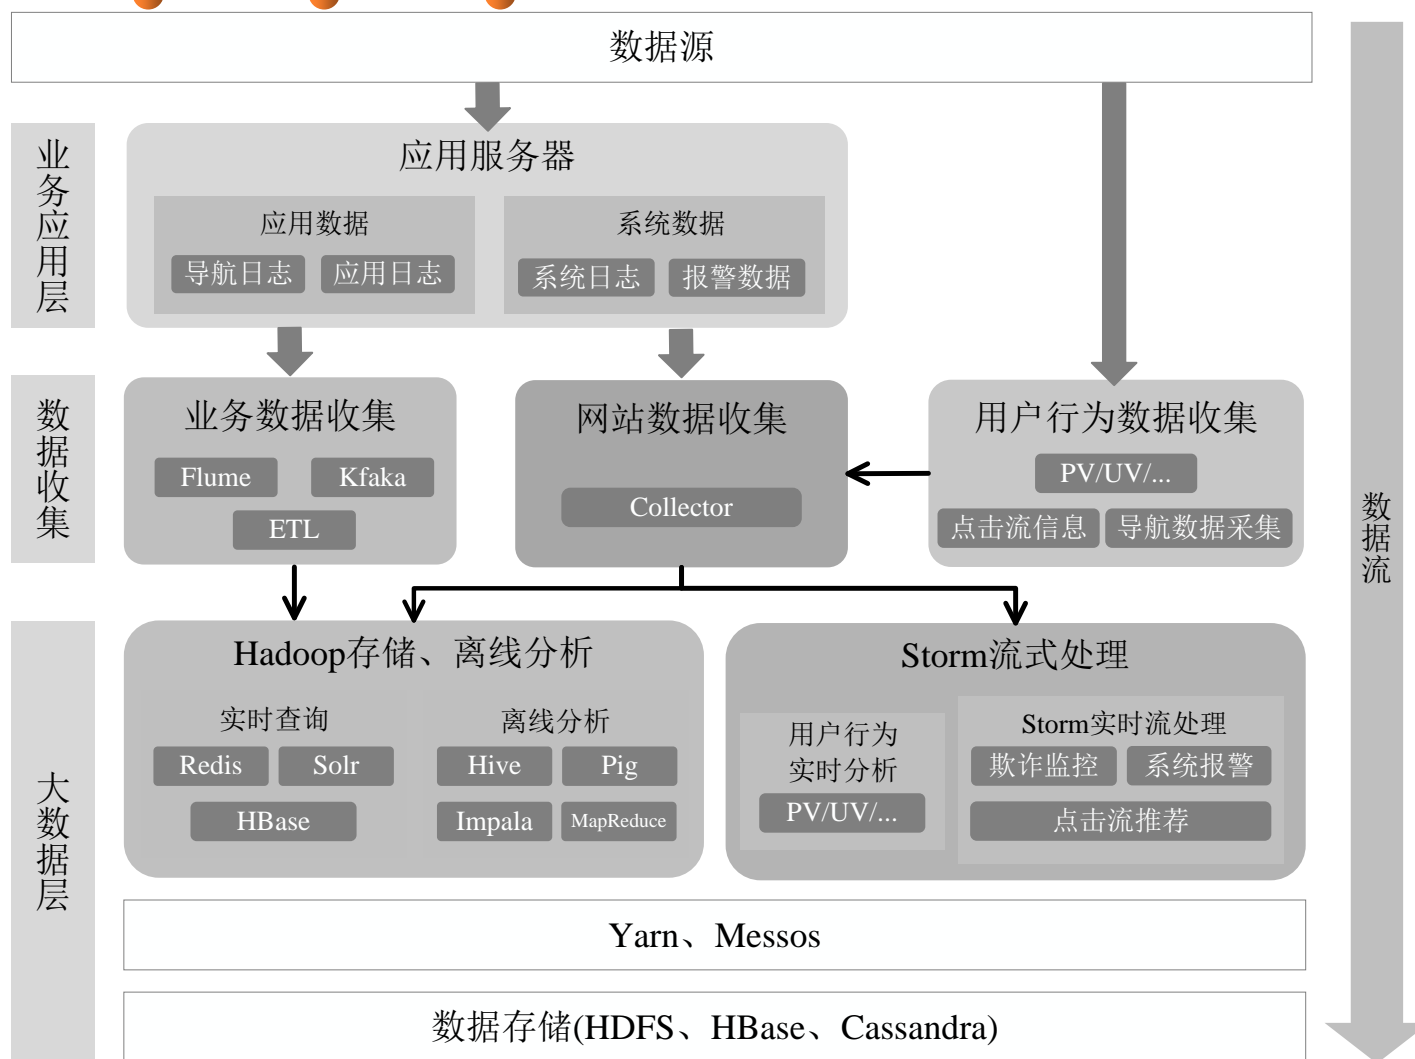 数据源
业务应用层
应用服务器
应用数据
导航日志
应用日志
系统数据
系统日志
报警数据
数据收集
业务数据收集
Flume
Kfaka
ETL
网站数据收集
Collector
用户行为数据收集
PV/UV/...
点击流信息
导航数据采集
数据流
大数据层
Hadoop存储、离线分析
实时查询
Redis
Solr
HBase
离线分析
Hive
Pig
Impala
MapReduce
Storm流式处理
用户行为
实时分析
PV/UV/...
Storm实时流处理
欺诈监控
系统报警
点击流推荐
Yarn、Messos
数据存储(HDFS、HBase、Cassandra)